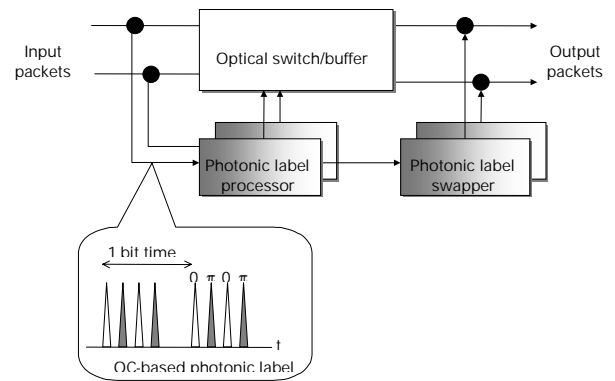 Input
packets
Optical switch/buffer
Output
packets
Photonic label
processor
Photonic label
swapper
1 bit time
0 π 0 π
t
OC-based photonic label